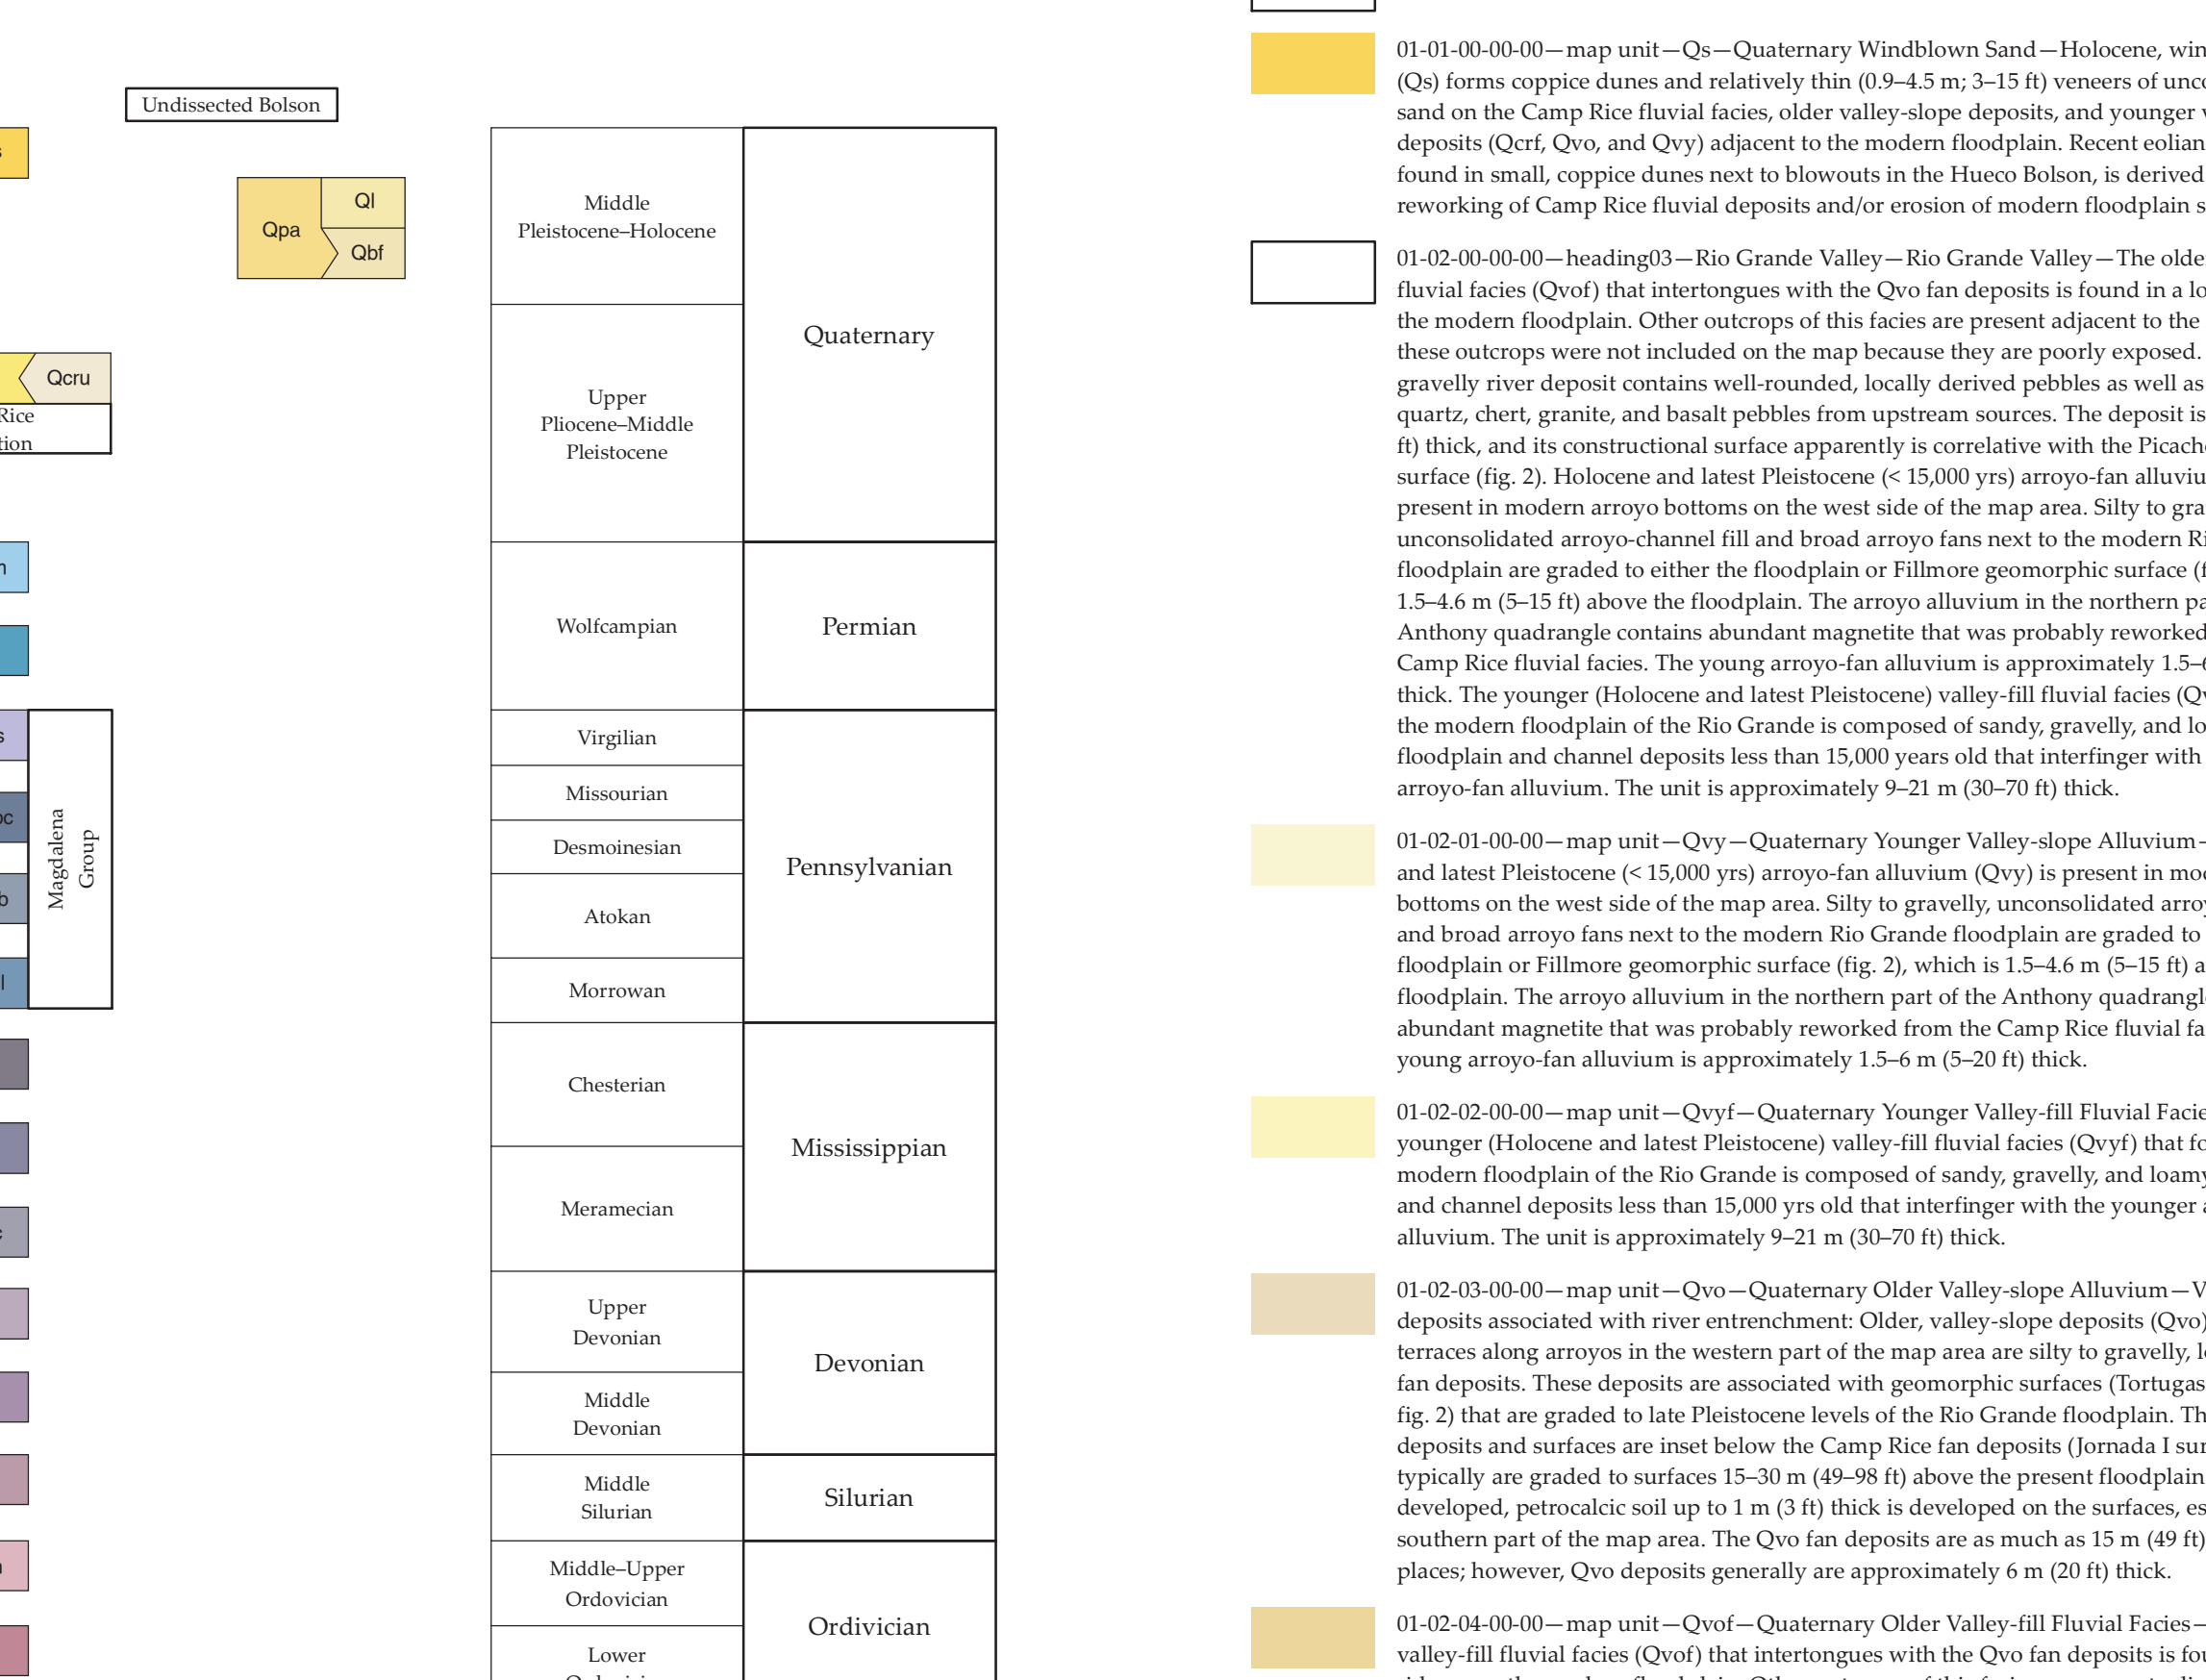 Undissected Bolson
Qpa
Ql
Qbf
Qcru
Rice
Magdalena
Group
Middle
Pleistocene–Holocene
Upper
Pliocene–Middle
Pleistocene
Wolfcampian
Virgilian
Missourian
Desmoinesian
Atokan
Morrowan
Chesterian
Meramecian
Upper
Devonian
Middle
Devonian
Middle
Silurian
Middle–Upper
Ordovician
Lower
Quaternary
Permian
Pennsylvanian
Mississippian
Devonian
Silurian
Ordivician
01-01-00-00-00—map unit—Qs—Quaternary Windblown Sand—Holocene,
(Qs) forms coppice dunes and relatively thin (0.9–4.5 m; 3–15 ft) veneers of
sand on the Camp Rice fluvial facies, older valley-slope deposits, and younger
deposits (Qcrf, Qvo, and Qvy) adjacent to the modern floodplain. Recent eolian
found in small, coppice dunes next to blowouts in the Hueco Bolson, is derived
reworking of Camp Rice fluvial deposits and/or erosion of modern floodplain
01-02-00-00-00—heading03—Rio Grande Valley—Rio Grande Valley—The
fluvial facies (Qvof) that intertongues with the Qvo fan deposits is found in a
the modern floodplain. Other outcrops of this facies are present adjacent to the
these outcrops were not included on the map because they are poorly exposed.
gravelly river deposit contains well-rounded, locally derived pebbles as well as
quartz, chert, granite, and basalt pebbles from upstream sources. The deposit is
ft) thick, and its constructional surface apparently is correlative with the
surface (fig. 2). Holocene and latest Pleistocene (< 15,000 yrs) arroyo-fan
present in modern arroyo bottoms on the west side of the map area. Silty to
unconsolidated arroyo-channel fill and broad arroyo fans next to the modern
floodplain are graded to either the floodplain or Fillmore geomorphic surface
1.5–4.6 m (5–15 ft) above the floodplain. The arroyo alluvium in the northern
Anthony quadrangle contains abundant magnetite that was probably reworked
Camp Rice fluvial facies. The young arroyo-fan alluvium is approximately
thick. The younger (Holocene and latest Pleistocene) valley-fill fluvial facies
the modern floodplain of the Rio Grande is composed of sandy, gravelly, and
floodplain and channel deposits less than 15,000 years old that interfinger with
arroyo-fan alluvium. The unit is approximately 9–21 m (30–70 ft) thick.
01-02-01-00-00—map unit—Qvy—Quaternary Younger Valley-slope Alluvium—
and latest Pleistocene (< 15,000 yrs) arroyo-fan alluvium (Qvy) is present in
bottoms on the west side of the map area. Silty to gravelly, unconsolidated
and broad arroyo fans next to the modern Rio Grande floodplain are graded to
floodplain or Fillmore geomorphic surface (fig. 2), which is 1.5–4.6 m (5–15 ft)
floodplain. The arroyo alluvium in the northern part of the Anthony
abundant magnetite that was probably reworked from the Camp Rice fluvial
young arroyo-fan alluvium is approximately 1.5–6 m (5–20 ft) thick.
01-02-02-00-00—map unit—Qvyf—Quaternary Younger Valley-fill Fluvial
younger (Holocene and latest Pleistocene) valley-fill fluvial facies (Qvyf) that
modern floodplain of the Rio Grande is composed of sandy, gravelly, and loamy
and channel deposits less than 15,000 yrs old that interfinger with the younger
alluvium. The unit is approximately 9–21 m (30–70 ft) thick.
01-02-03-00-00—map unit—Qvo—Quaternary Older Valley-slope Alluvium—
deposits associated with river entrenchment: Older, valley-slope deposits (Qvo)
terraces along arroyos in the western part of the map area are silty to gravelly,
fan deposits. These deposits are associated with geomorphic surfaces (Tortugas
fig. 2) that are graded to late Pleistocene levels of the Rio Grande floodplain.
deposits and surfaces are inset below the Camp Rice fan deposits (Jornada I
typically are graded to surfaces 15–30 m (49–98 ft) above the present floodplain
developed, petrocalcic soil up to 1 m (3 ft) thick is developed on the surfaces,
southern part of the map area. The Qvo fan deposits are as much as 15 m (49 ft)
places; however, Qvo deposits generally are approximately 6 m (20 ft) thick.
01-02-04-00-00—map unit—Qvof—Quaternary Older Valley-fill Fluvial Facies—
valley-fill fluvial facies (Qvof) that intertongues with the Qvo fan deposits is